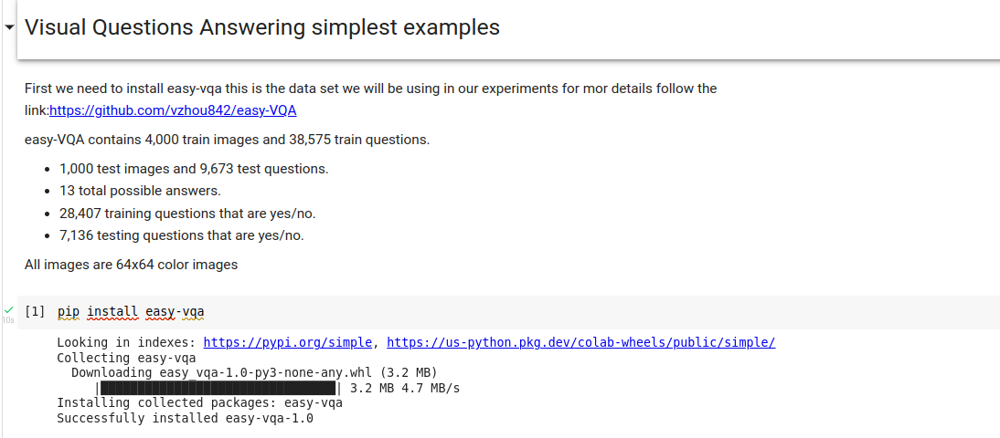 Visual Questions Answering simplest examples
First we need to install easy-vqa this is the data set we will be using in our experiments for mor details follow the
link:https://github.com/vzhou842/easy-VQA
easy-VQA contains 4,000 train images and 38,575 train questions.
• 1,000 test images and 9,673 test questions.
• 13 total possible answers.
• 28,407 training questions that are yes/no.
• 7,136 testing questions that are yes/no.
All images are 64x64 color images
[1] pip install easy-vqa
10s
Looking in indexes: https://pypi.org/simple, https://us-python.pkg.dev/colab-wheels/public/simple/
Collecting easy-vqa
Downloading easy_vqa-1.0-py3-none-any.whl (3.2 MB)
|████████████████████████████████| 3.2 MB 4.7 MB/s
Installing collected packages: easy-vqa
Successfully installed easy-vqa-1.0